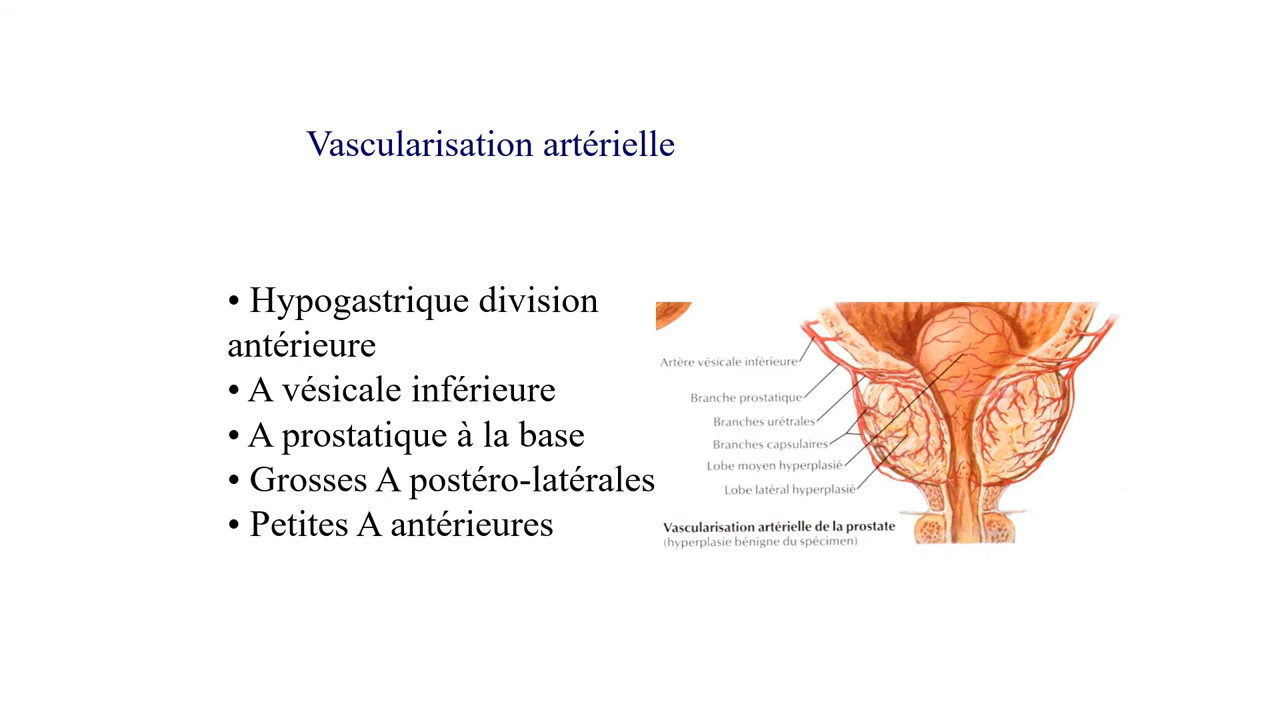 Vascularisation artérielle
• Hypogastrique division
antérieure
• A vésicale inférieure
• A prostatique à la base
• Grosses A postéro-latérales
• Petites A antérieures
Artère vésicale inférieure
Branche prostatique
Branches urétrales
Branches capsulaires
Lobe moyen hyperplasié
Lobe latéral hyperplasié
Vascularisation artérielle de la prostate
(hyperplasie bénigne du spécimen)